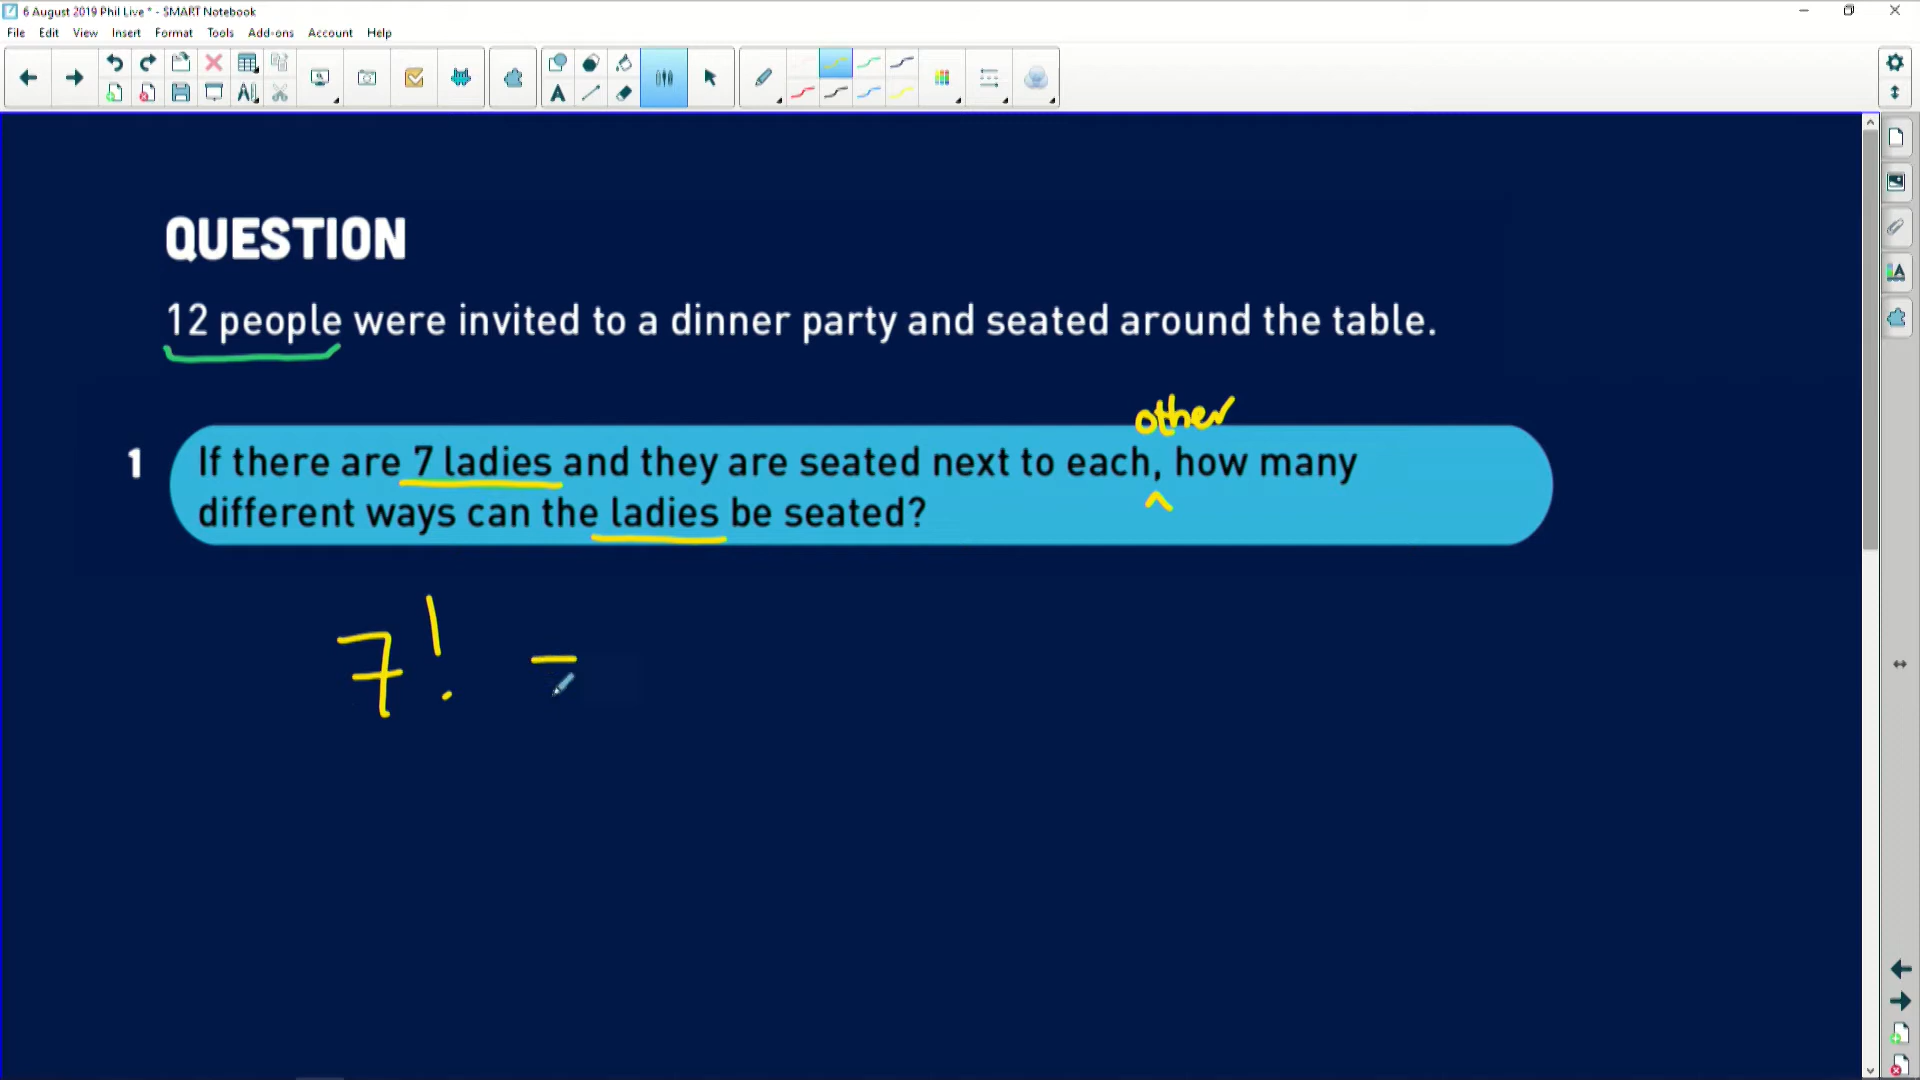 6 August 2019 Phil Live * - SMART Notebook
File Edit View Insert Format Tools Add-ons Account Help
QUESTION
12 people were invited to a dinner party and seated around the table.
other
1 If there are 7 ladies and they are seated next to each, how many
^
different ways can the ladies be seated?
7! =